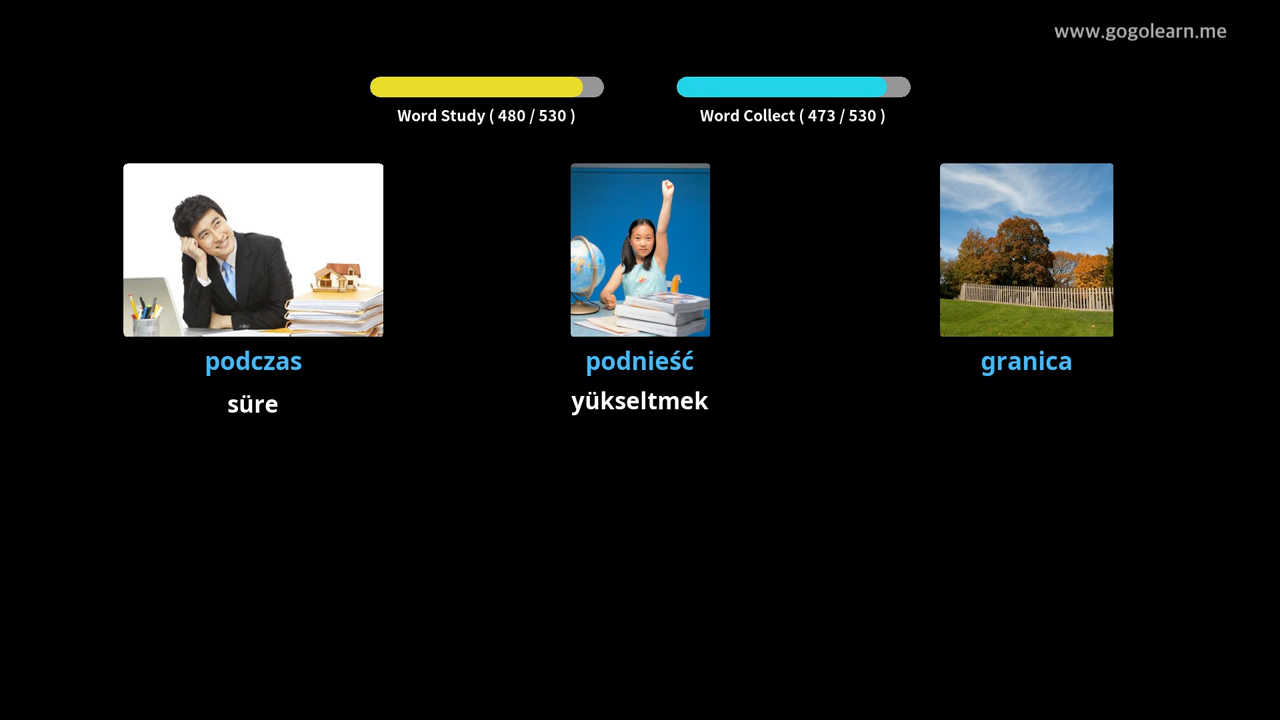 www.gogolearn.me
Word Study ( 480 / 530 )
Word Collect ( 473 / 530 )
podczas
podnieść
granica
süre
yükseltmek